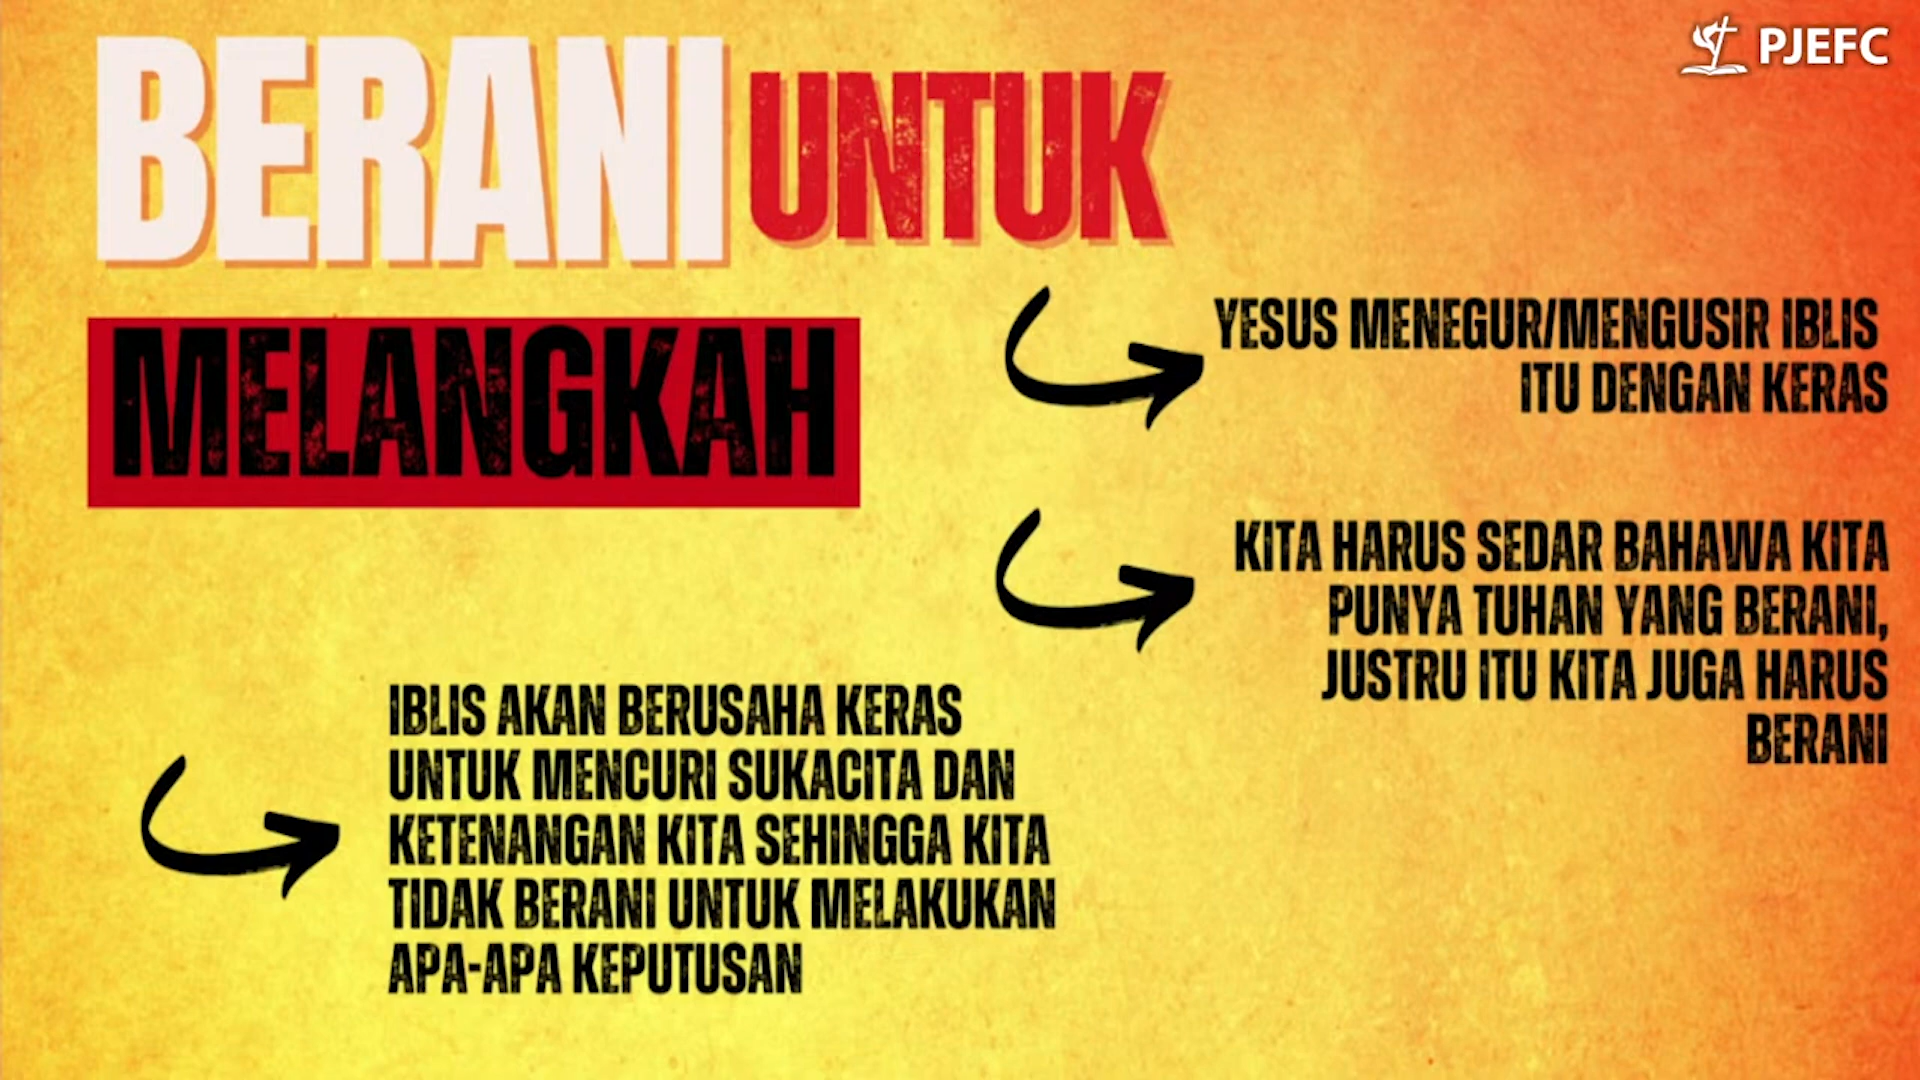 PJEFC
BERANI UNTUK
MELANGKAH
YESUS MENEGUR/MENGUSIR IBLIS
ITU DENGAN KERAS
KITA HARUS SEDAR BAHAWA KITA
PUNYA TUHAN YANG BERANI,
JUSTRU ITU KITA JUGA HARUS
BERANI
IBLIS AKAN BERUSAHA KERAS
UNTUK MENCURI SUKACITA DAN
KETENANGAN KITA SEHINGGA KITA
TIDAK BERANI UNTUK MELAKUKAN
APA-APA KEPUTUSAN